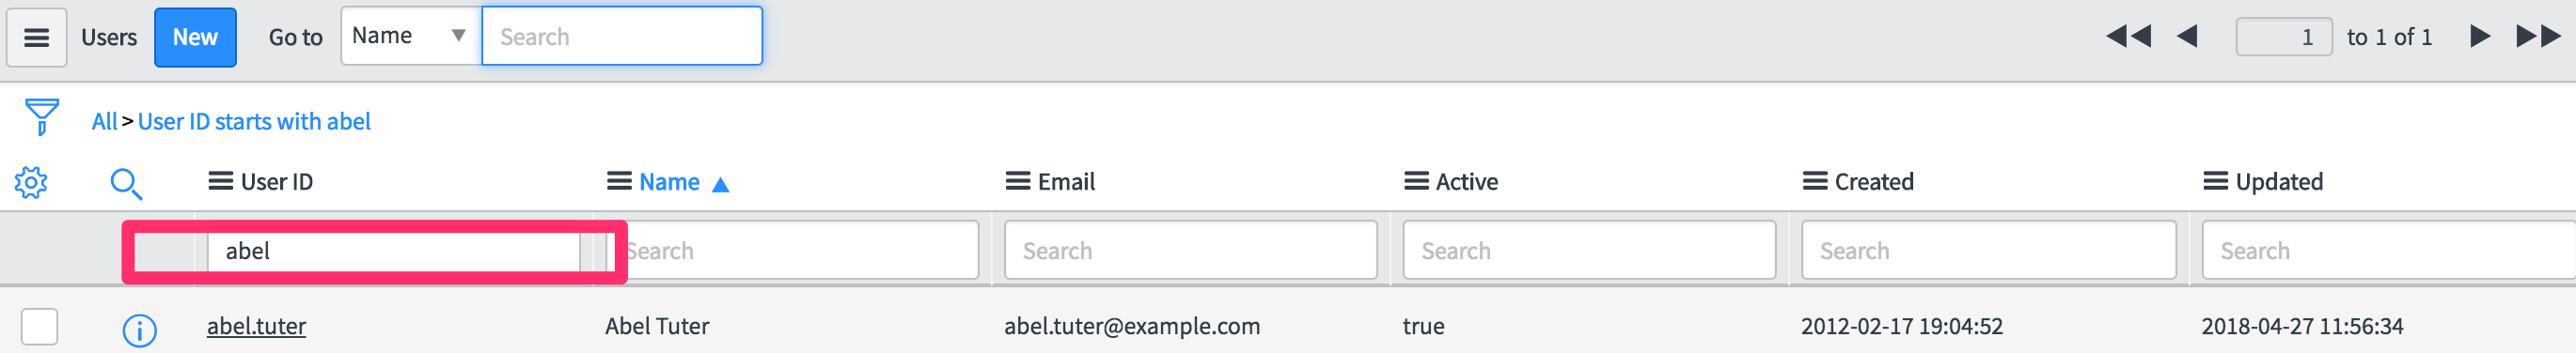 Users New Go to Name Search 1 to 1 of 1
All > User ID starts with abel
User ID Name Email Active Created Updated
abel Search Search Search Search Search
abel.tuter Abel Tuter abel.tuter@example.com true 2012-02-17 19:04:52 2018-04-27 11:56:34